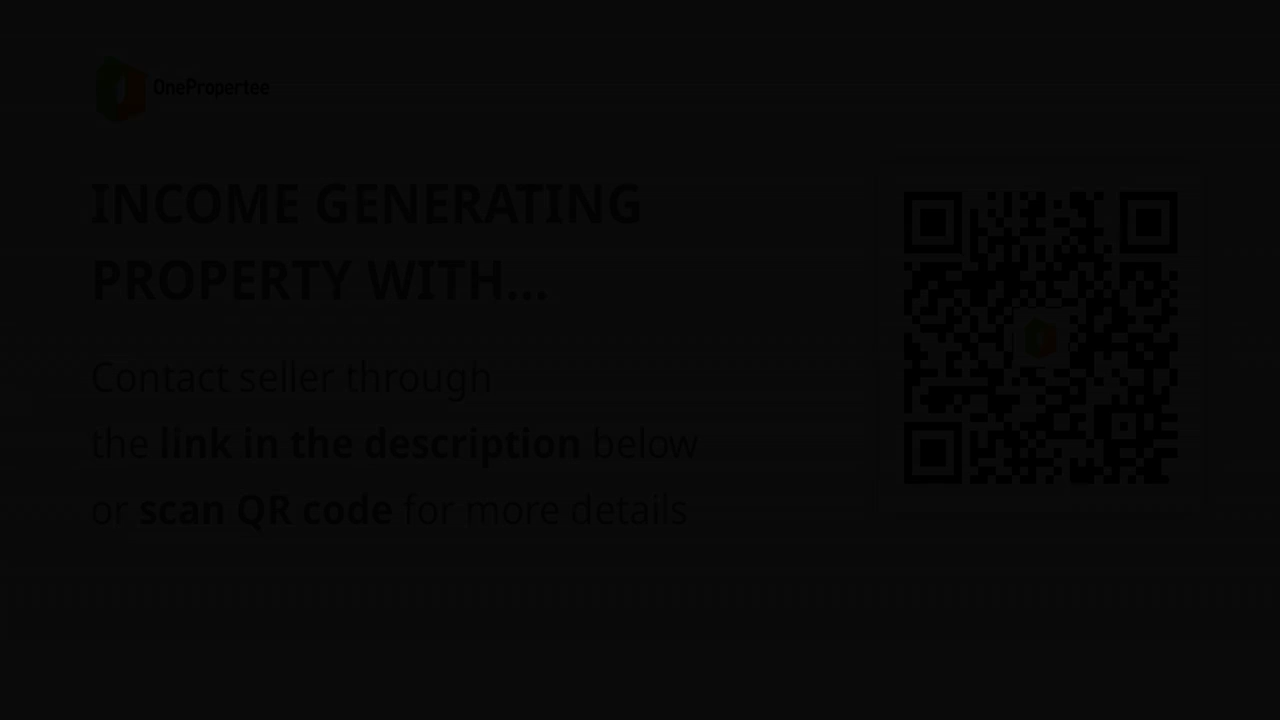 OnePropertee
INCOME GENERATING
PROPERTY WITH...
Contact seller through
the link in the description below
or scan QR code for more details